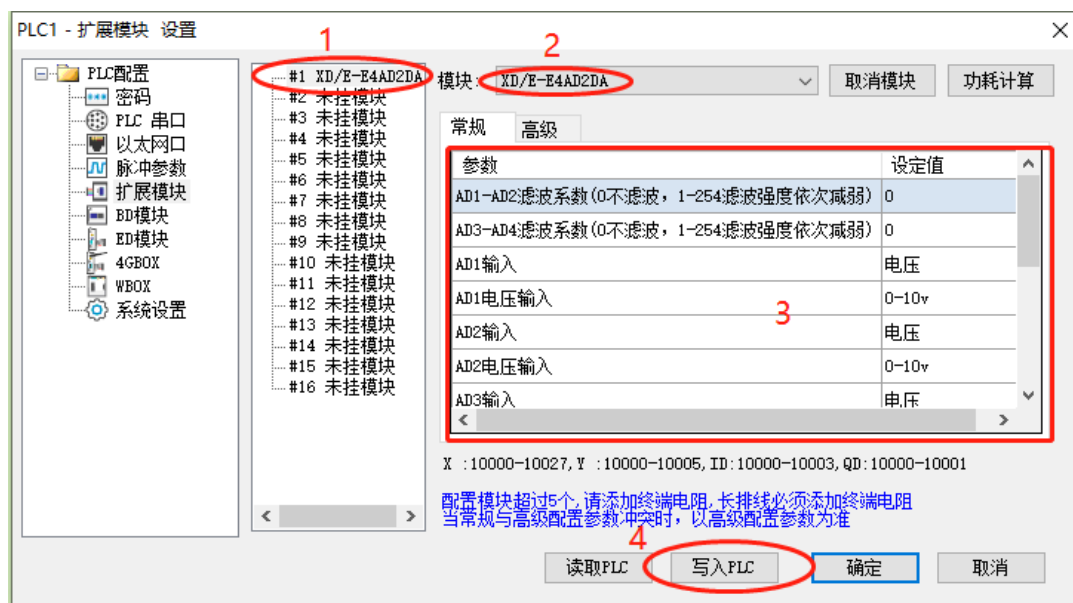 PLC1 - 扩展模块 设置
1
2
PLC配置
密码
PLC 串口
以太网口
脉冲参数
扩展模块
BD模块
ED模块
4GBOX
WBOX
系统设置
#1 XD/E-E4AD2DA
#2 未挂模块
#3 未挂模块
#4 未挂模块
#5 未挂模块
#6 未挂模块
#7 未挂模块
#8 未挂模块
#9 未挂模块
#10 未挂模块
#11 未挂模块
#12 未挂模块
#13 未挂模块
#14 未挂模块
#15 未挂模块
#16 未挂模块
模块: XD/E-E4AD2DA 取消模块 功耗计算
常规 高级
参数 设定值
AD1-AD2滤波系数(0不滤波，1-254滤波强度依次减弱) 0
AD3-AD4滤波系数(0不滤波，1-254滤波强度依次减弱) 0
AD1输入 电压
AD1电压输入 0-10v
3
AD2输入 电压
AD2电压输入 0-10v
AD3输入 电压
X :10000-10027,Y :10000-10005,ID:10000-10003,QD:10000-10001
配置模块超过5个,请添加终端电阻,长排线必须添加终端电阻
当常规与高级配置参数冲突时，以高级配置参数为准
4
读取PLC 写入PLC 确定 取消